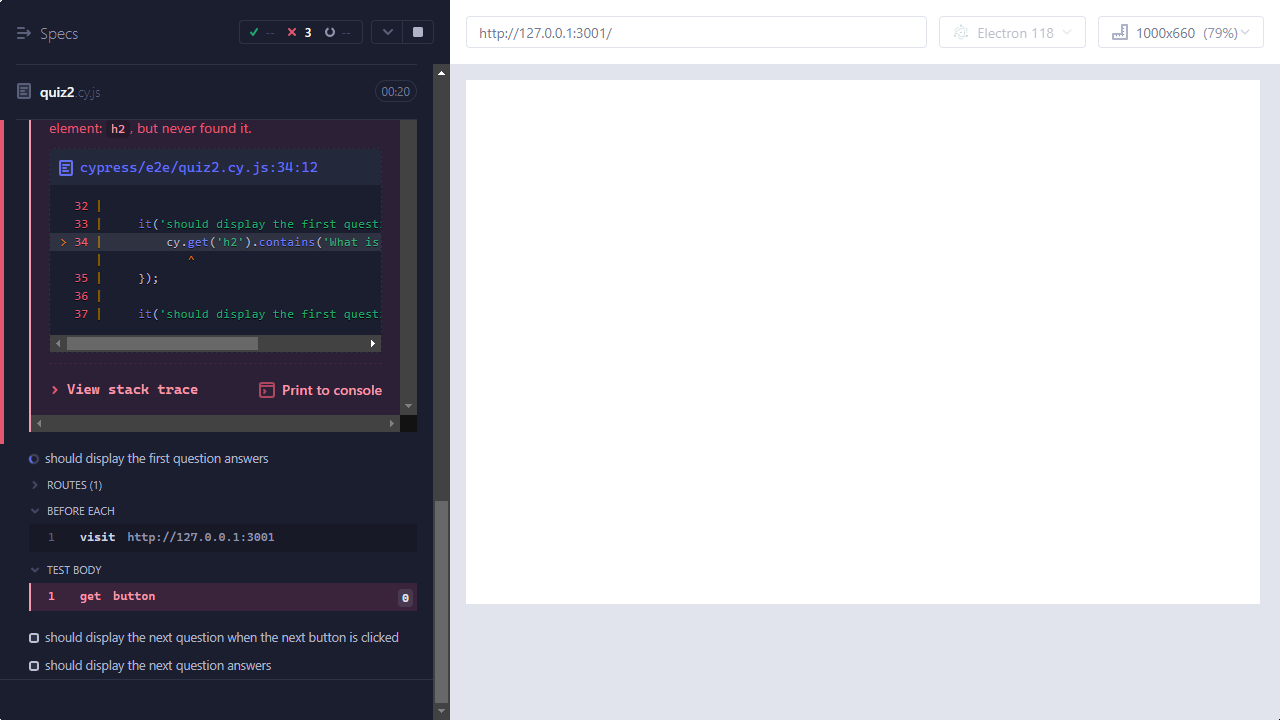 Specs
-- 3 --
http://127.0.0.1:3001/
Electron 118
1000x660 (79%)
quiz2.cy.js
00:20
element: h2, but never found it.
cypress/e2e/quiz2.cy.js:34:12
32 |
33 | it('should display the first questi
> 34 | cy.get('h2').contains('What is
| ^
35 | });
36 |
37 | it('should display the first questi
View stack trace
Print to console
should display the first question answers
ROUTES (1)
BEFORE EACH
1 visit http://127.0.0.1:3001
TEST BODY
1 get button 0
should display the next question when the next button is clicked
should display the next question answers